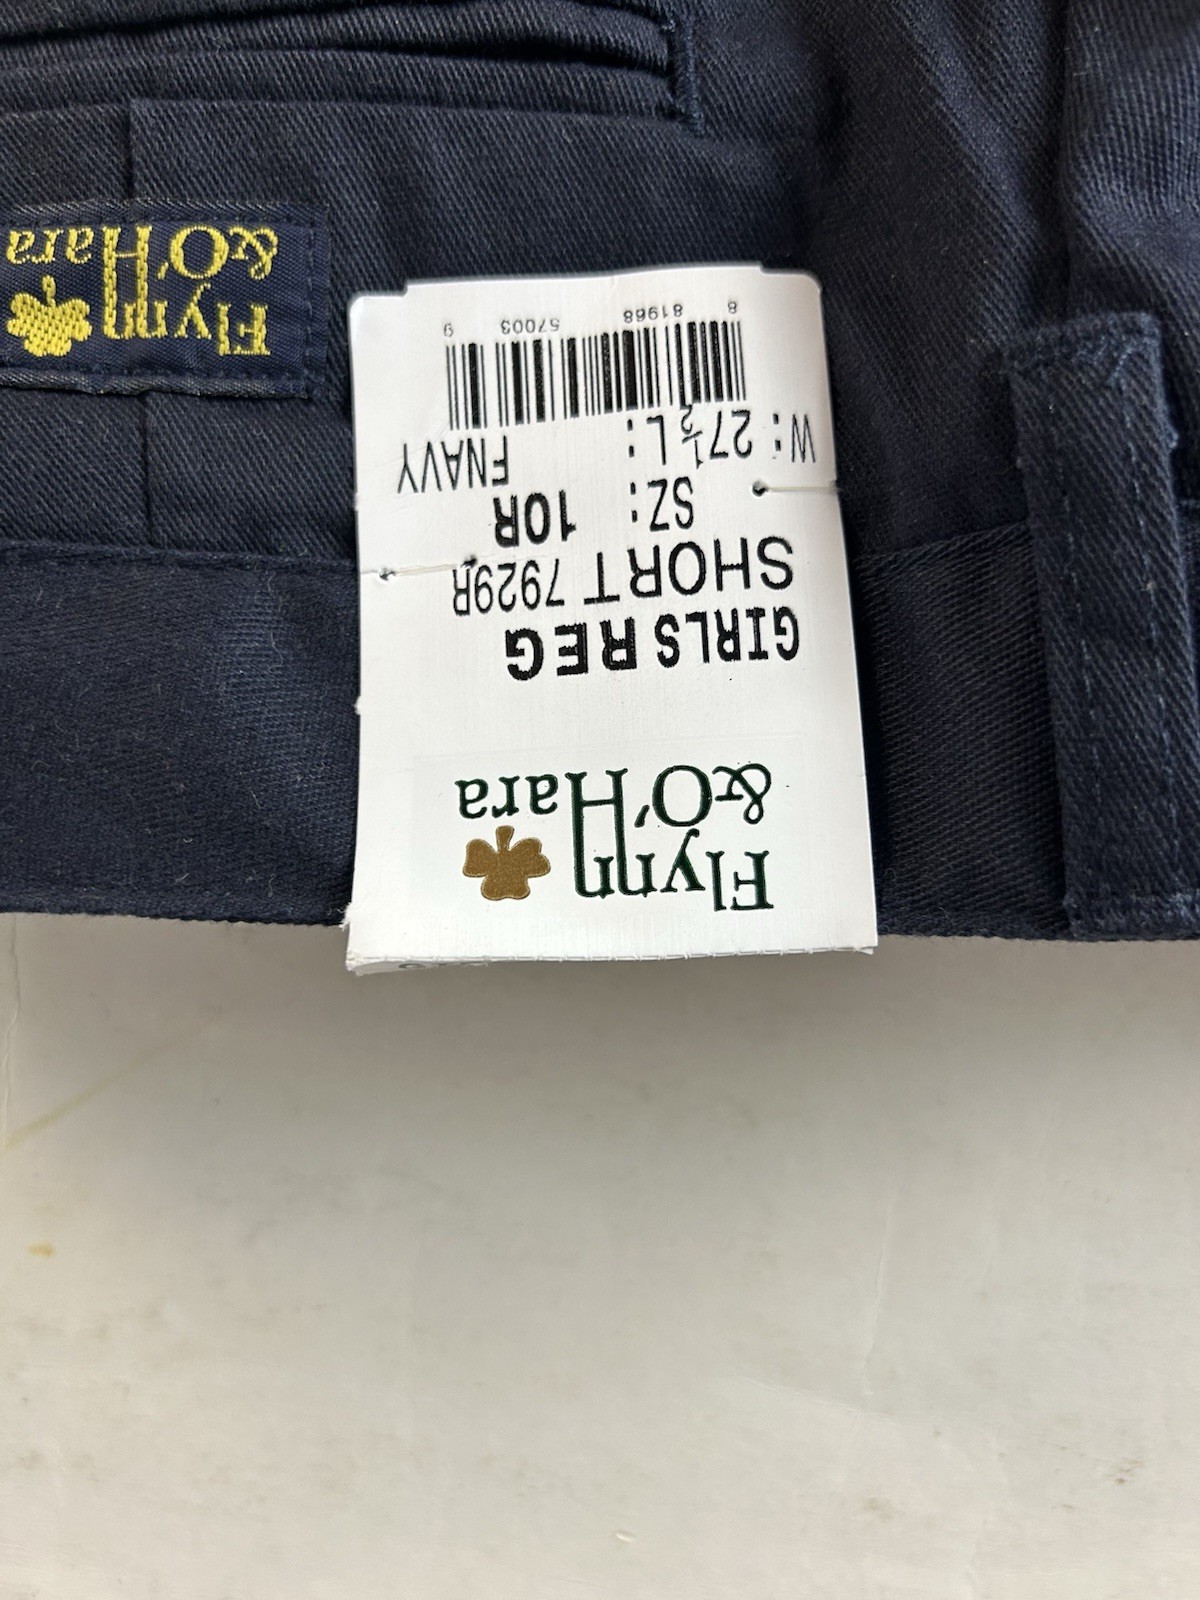 Flynn
&O'Hara
GIRLS REG
SHORT 7929R
SZ: 10R
W: 27½ L: FNAVY
8 81968 57003 9
Flynn
&O'Hara